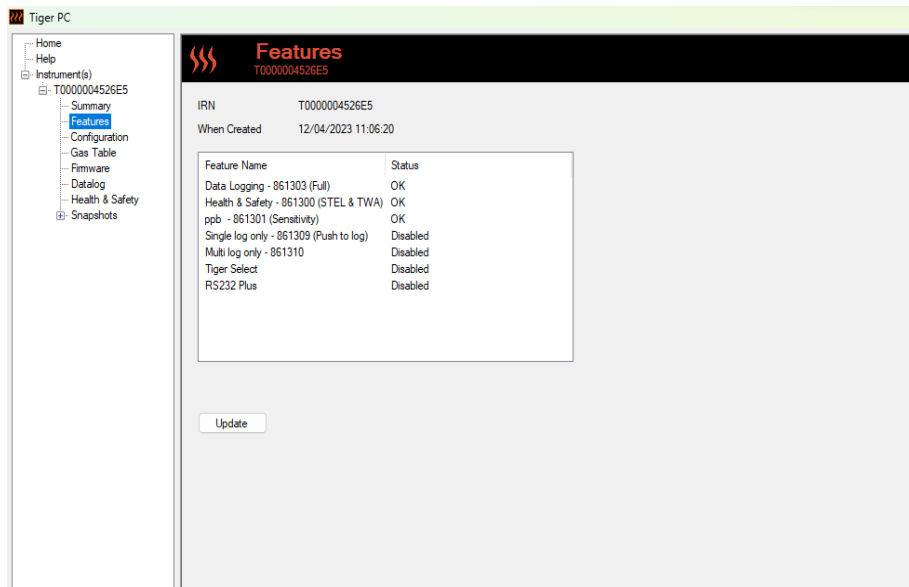 Tiger PC
Home
Help
Instrument(s)
T0000004526E5
Summary
Features
Configuration
Gas Table
Firmware
Datalog
Health & Safety
Snapshots
Features
T0000004526E5
IRN T0000004526E5
When Created 12/04/2023 11:06:20
Feature Name Status
Data Logging - 861303 (Full) OK
Health & Safety - 861300 (STEL & TWA) OK
ppb - 861301 (Sensitivity) OK
Single log only - 861309 (Push to log) Disabled
Multi log only - 861310 Disabled
Tiger Select Disabled
RS232 Plus Disabled
Update